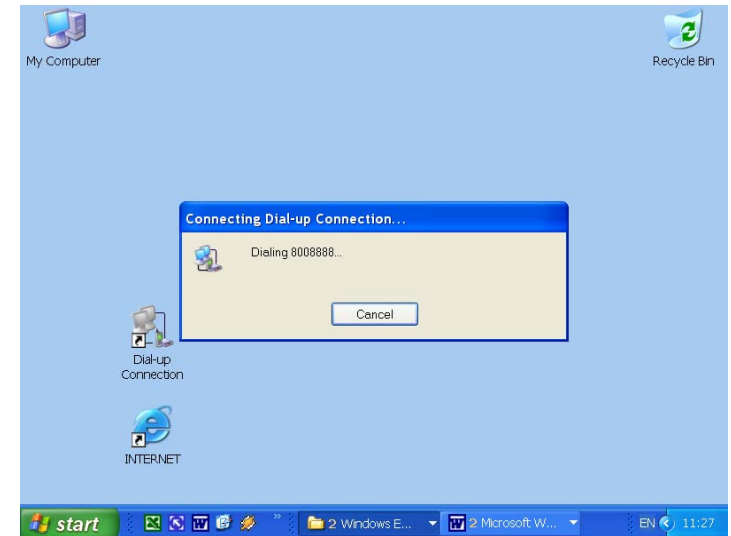 My Computer
Recycle Bin
Connecting Dial-up Connection...
Dialing 8008888...
Cancel
Dial-up
Connection
INTERNET
start
2 Windows E...
2 Microsoft W...
EN
11:27